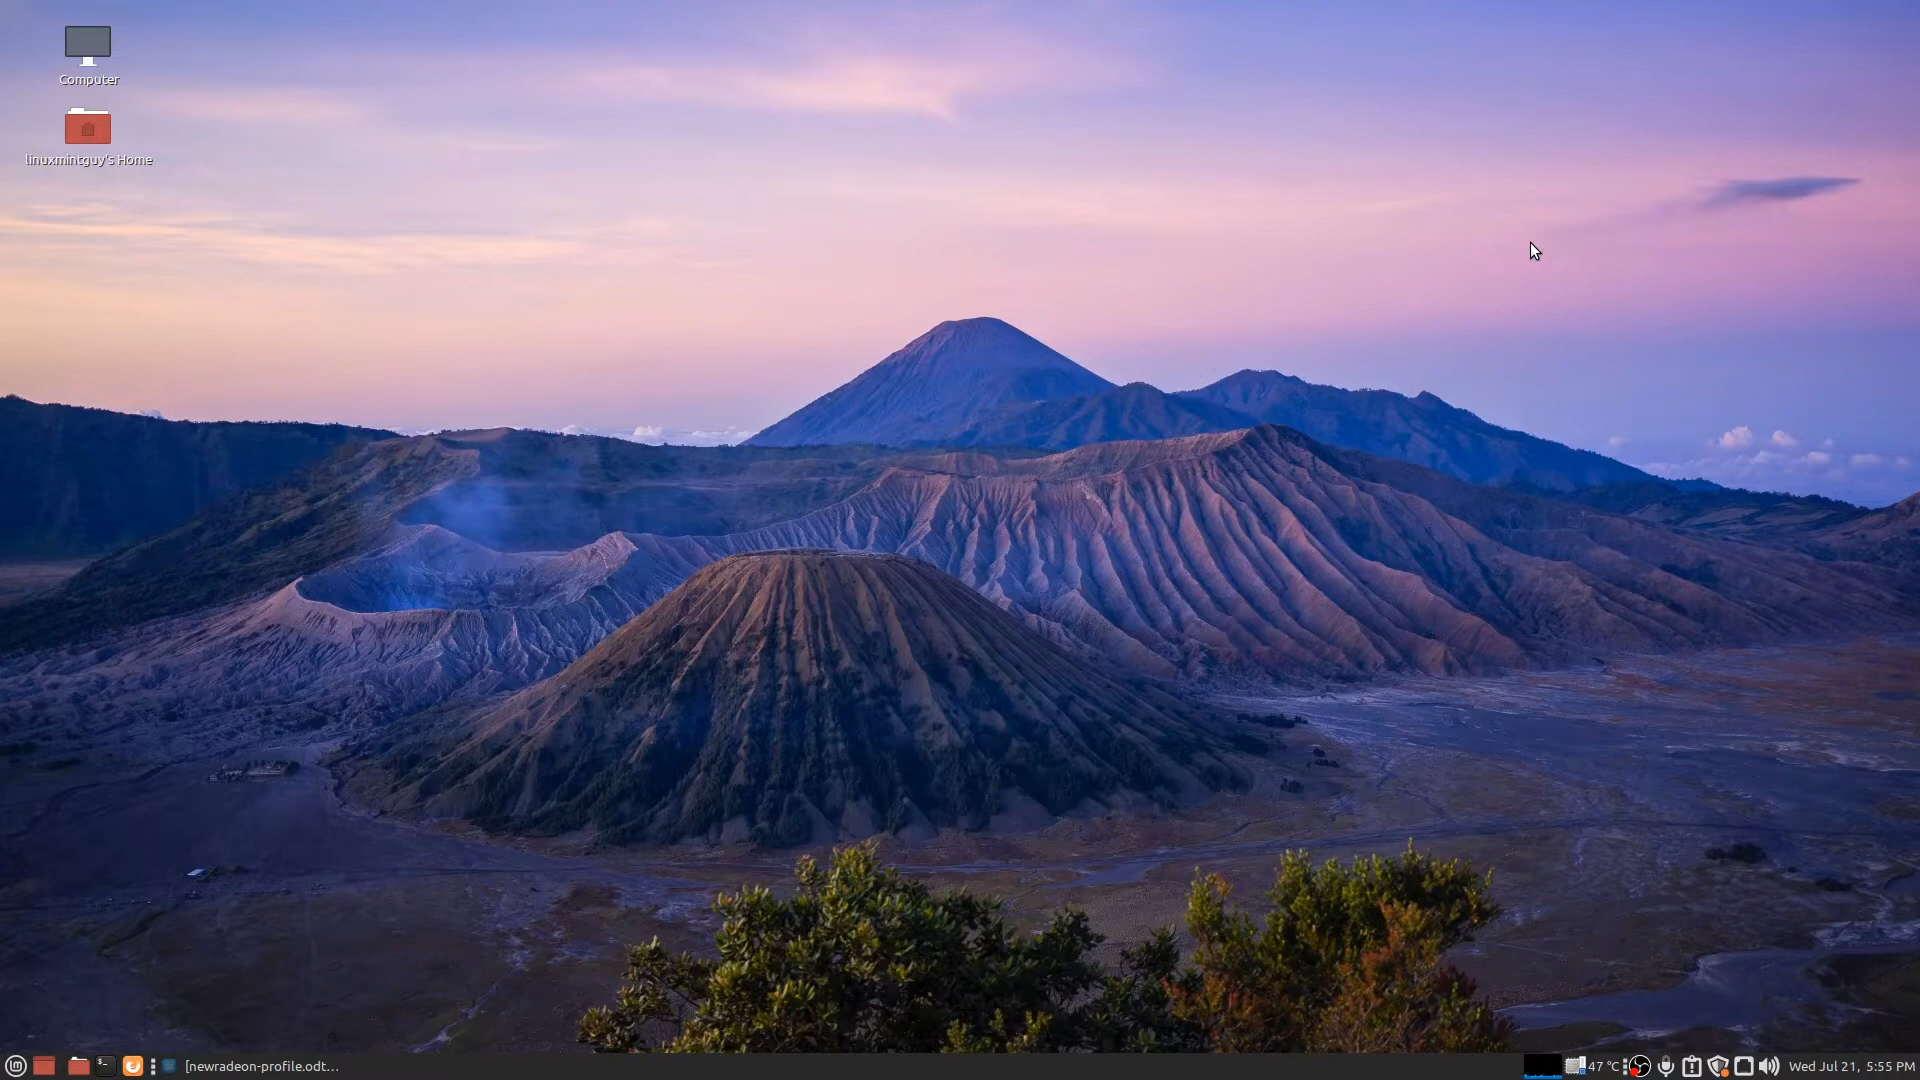 Computer
linuxmintguy's Home
[newradeon-profile.odt...
47 °C
Wed Jul 21, 5:55 PM